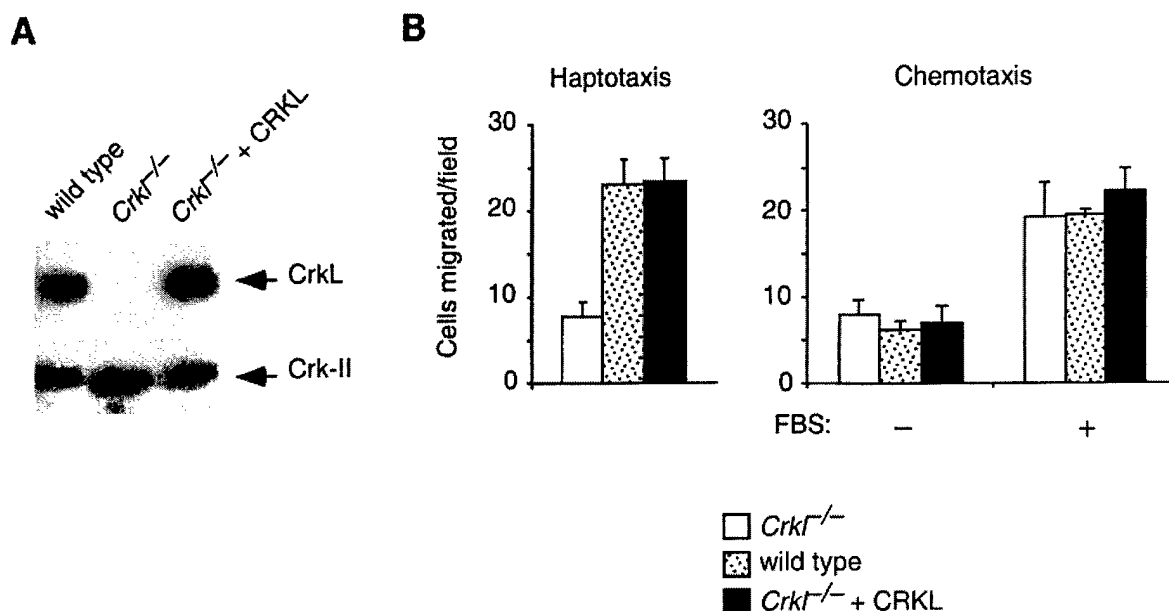 A
wild type
Crkl⁻/⁻
Crkl⁻/⁻ + CRKL
CrkL
Crk-II
B
Haptotaxis
Chemotaxis
Cells migrated/field
30
20
10
0
30
20
10
0
FBS:
–
+
Crkl⁻/⁻
wild type
Crkl⁻/⁻ + CRKL